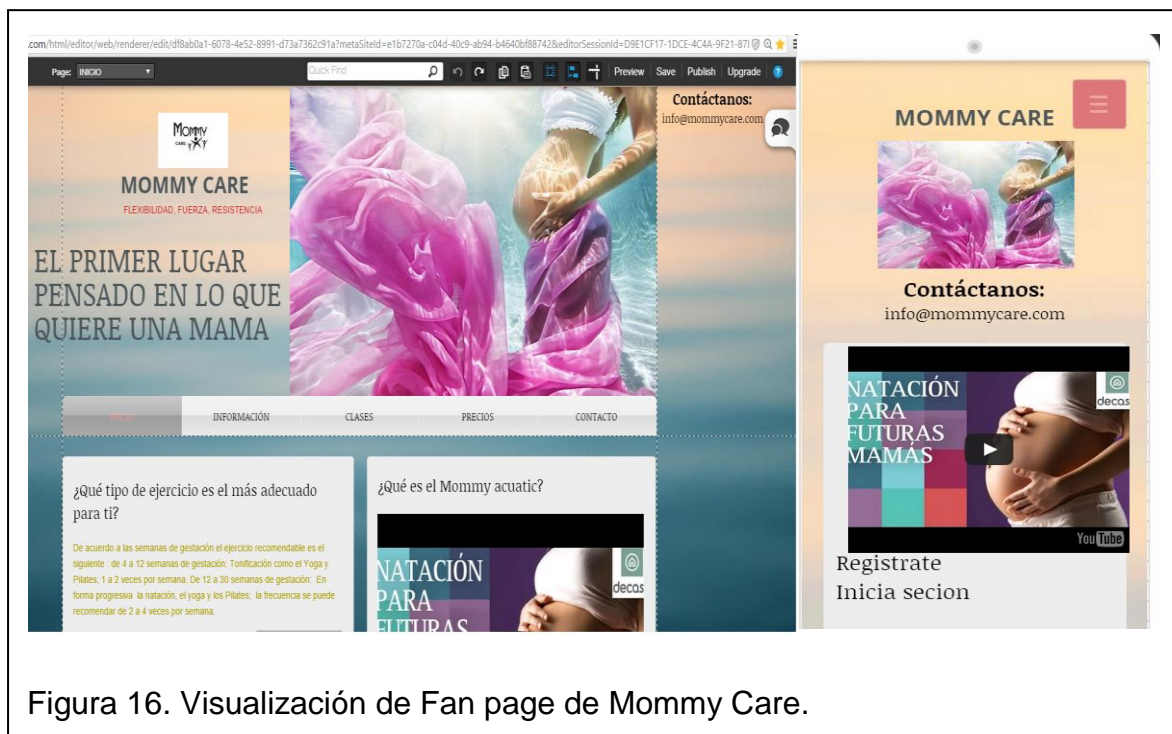 .com/html/editor/web/renderer/edit/df8ab0a1-6078-4e52-8991-d73a7362c91a?metaSiteId=e1b7270a-c04d-40c9-ab94-b4640bf88742&editorSessionId=D9E1CF17-1DCE-4C4A-9F21-871
Page: INICIO
Quick Find
Preview Save Publish Upgrade ?
Mommy
CARE
MOMMY CARE
FLEXIBILIDAD, FUERZA, RESISTENCIA
EL PRIMER LUGAR
PENSADO EN LO QUE
QUIERE UNA MAMA
Contáctanos:
info@mommycare.com
INICIO INFORMACIÓN CLASES PRECIOS CONTACTO
¿Qué tipo de ejercicio es el más adecuado
para ti?
De acuerdo a las semanas de gestación el ejercicio recomendable es el
siguiente : de 4 a 12 semanas de gestación: Tonificación como el Yoga y
Pilates, 1 a 2 veces por semana. De 12 a 30 semanas de gestación: En
forma progresiva la natación, el yoga y los Pilates; la frecuencia se puede
recomendar de 2 a 4 veces por semana.
¿Qué es el Mommy acuatic?
NATACIÓN
PARA
FUTURAS
decas
MOMMY CARE
Contáctanos:
info@mommycare.com
NATACIÓN
PARA
FUTURAS
MAMÁS
decas
YouTube
Registrate
Inicia secion
Figura 16. Visualización de Fan page de Mommy Care.